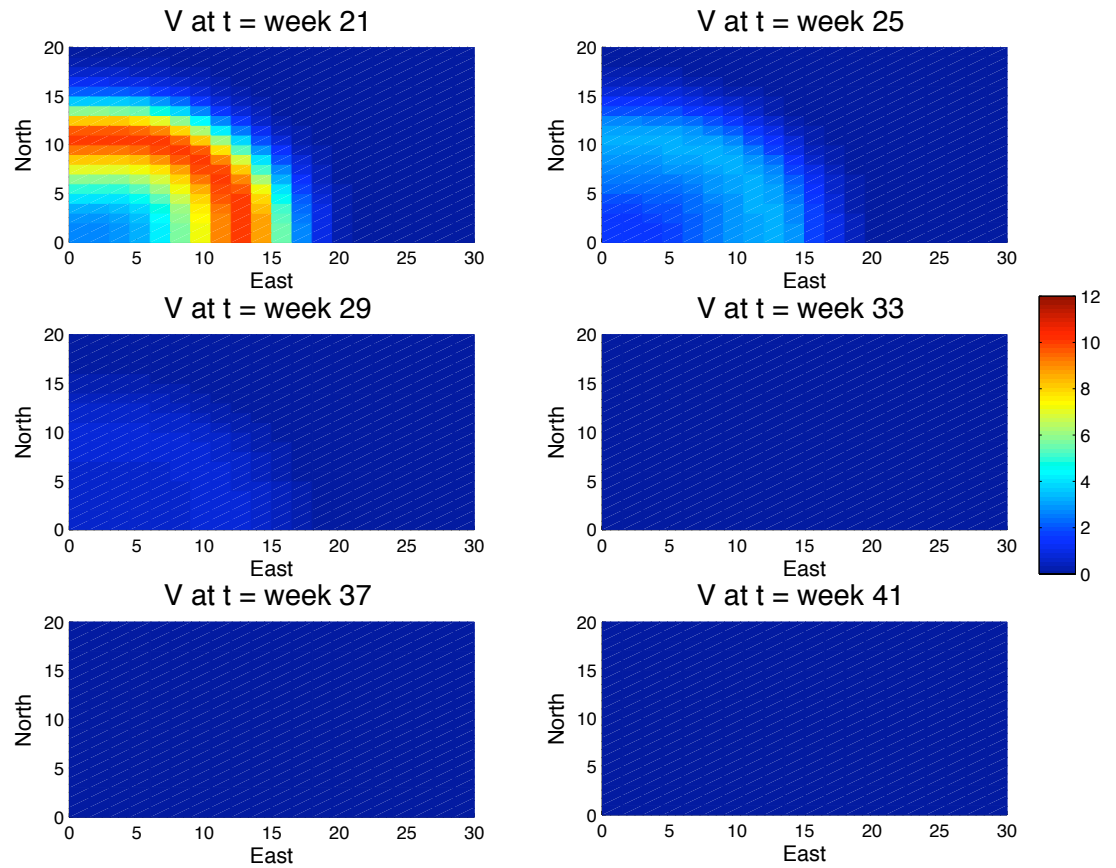 V at t = week 21
20
15
10
5
0
North
0 5 10 15 20 25 30
East
V at t = week 25
20
15
10
5
0
North
0 5 10 15 20 25 30
East
V at t = week 29
20
15
10
5
0
North
0 5 10 15 20 25 30
East
V at t = week 33
20
15
10
5
0
North
0 5 10 15 20 25 30
East
12
10
8
6
4
2
0
V at t = week 37
20
15
10
5
0
North
0 5 10 15 20 25 30
East
V at t = week 41
20
15
10
5
0
North
0 5 10 15 20 25 30
East